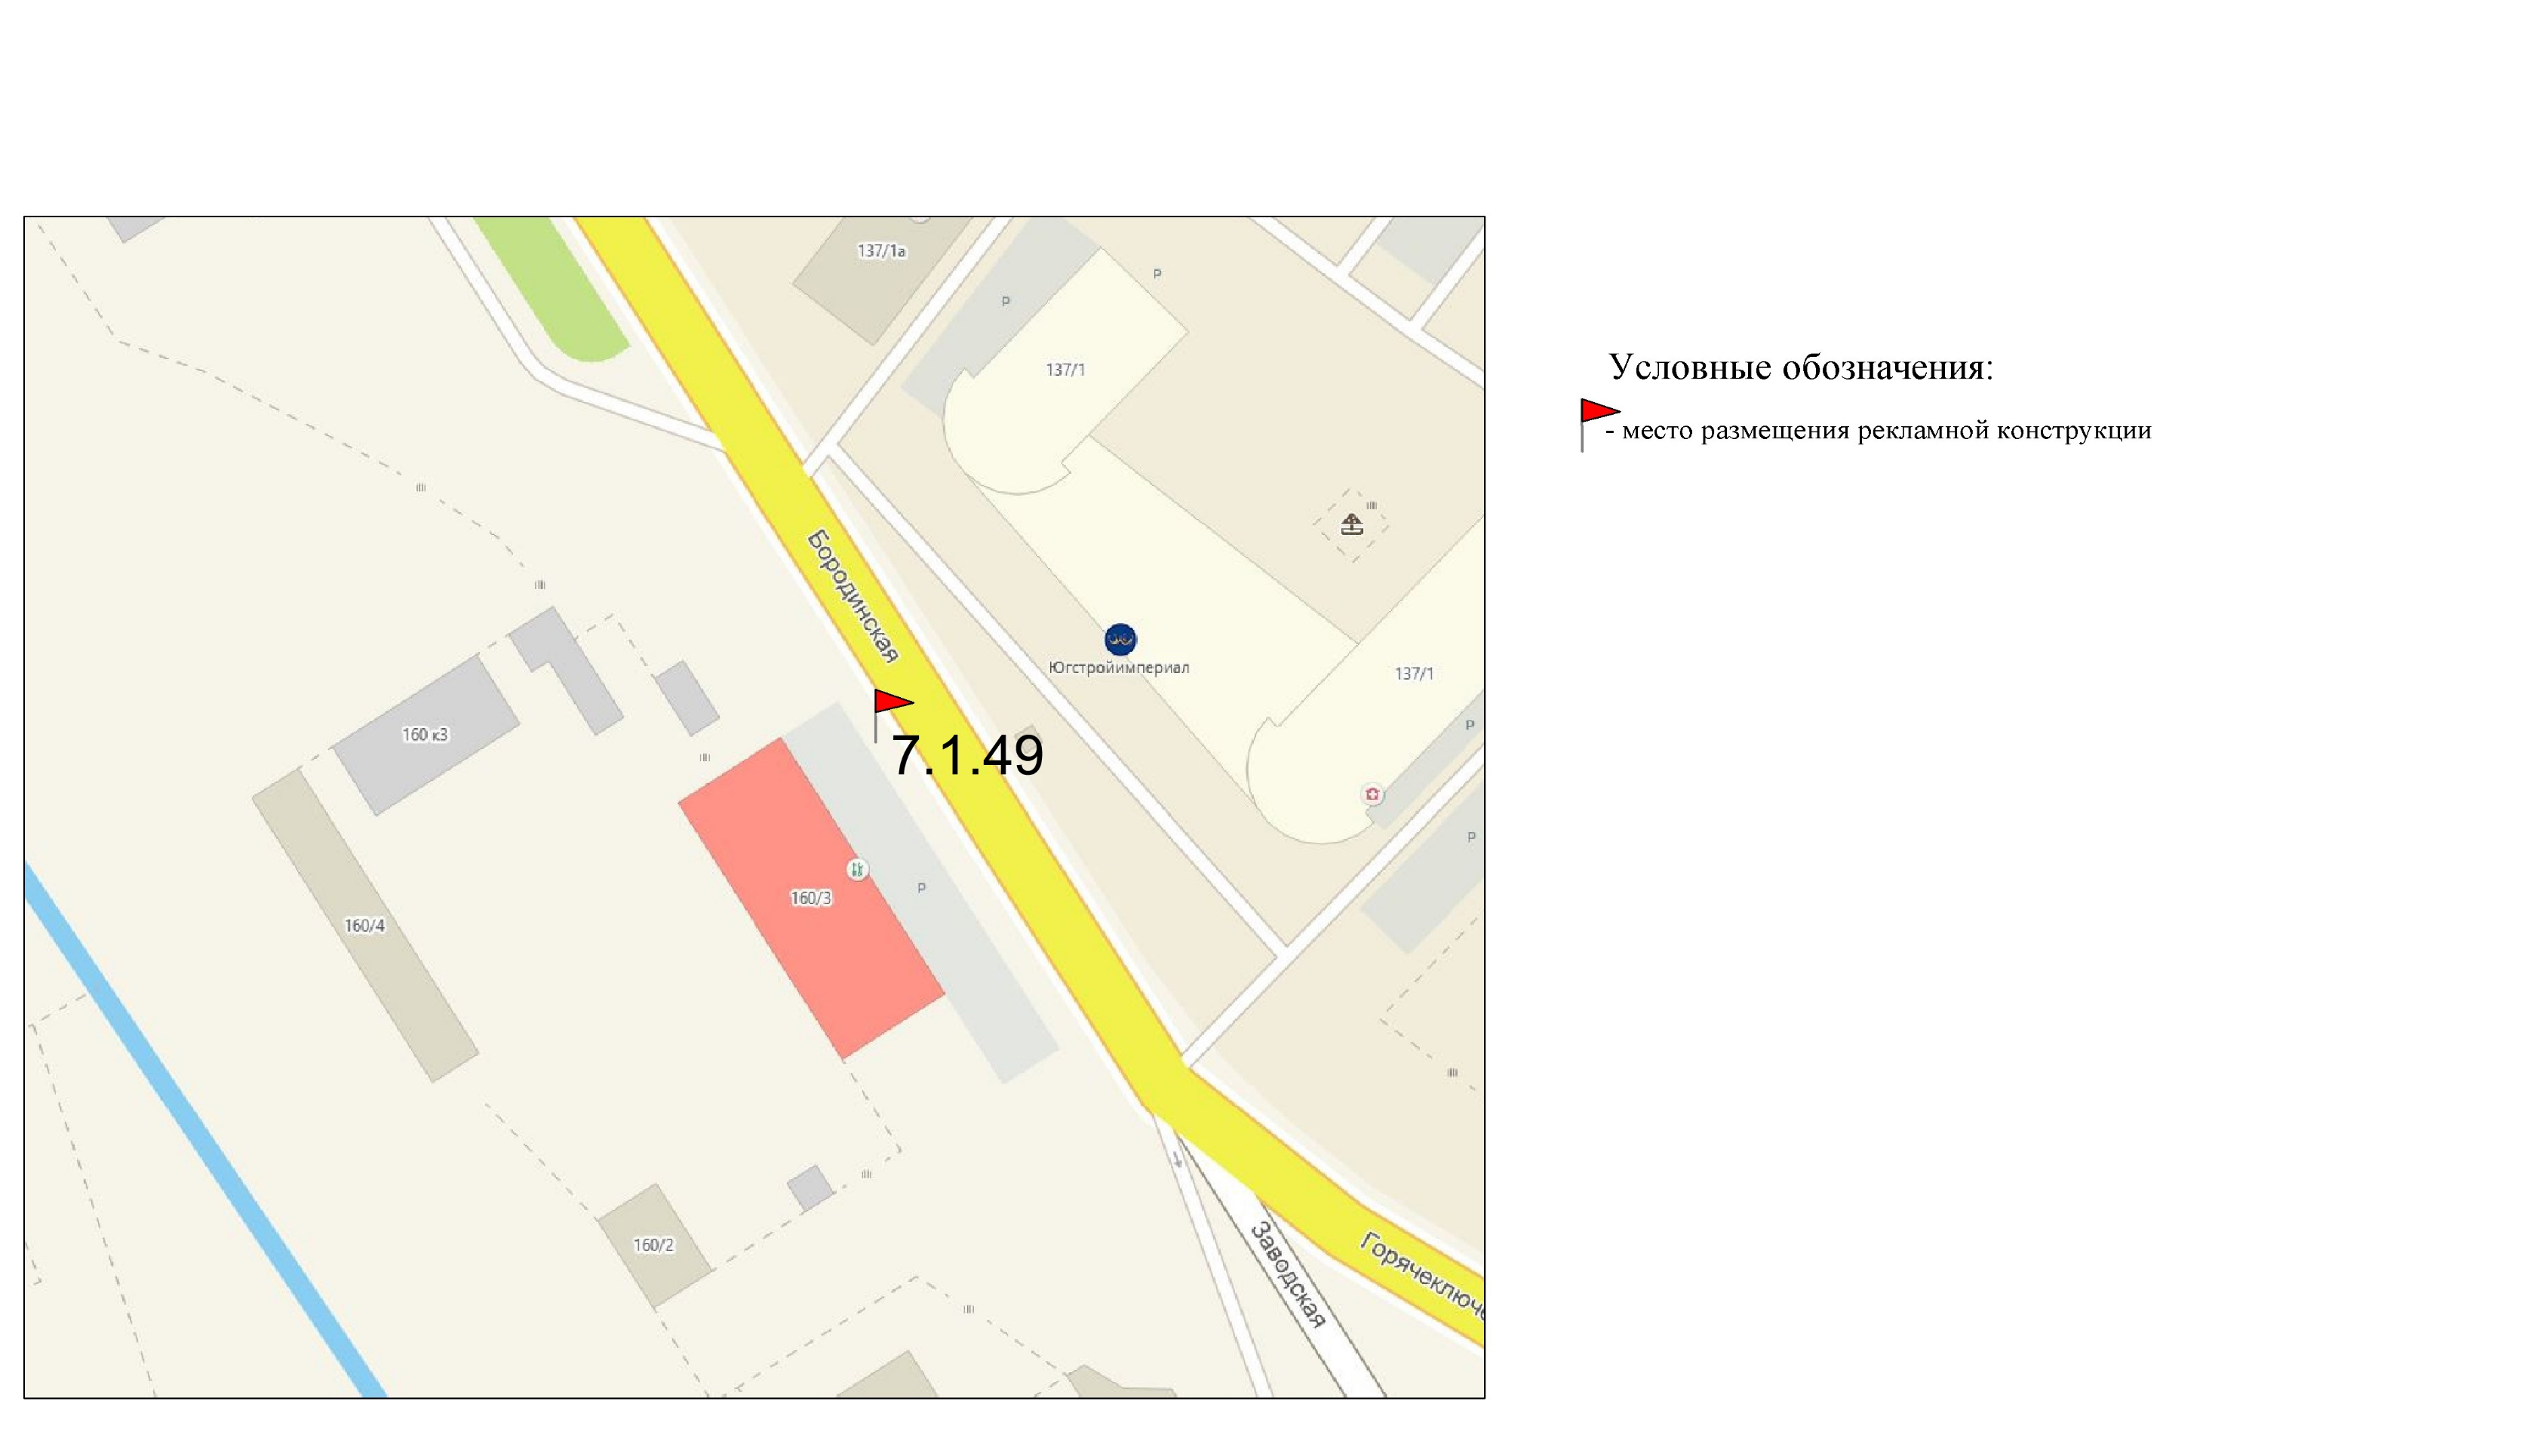 137/1а
P
P
137/1
Условные обозначения:
- место размещения рекламной конструкции
Бородинская
Югстройимпериал
137/1
P
160 к3
7.1.49
P
160/3
P
160/4
160/2
Заводская
Горячеключе